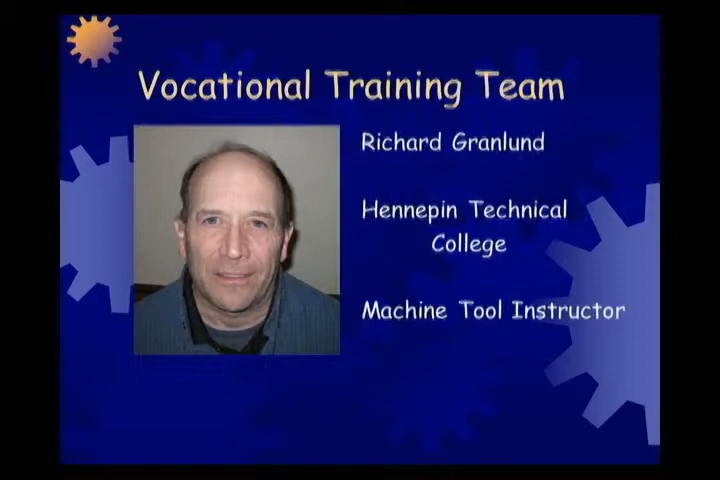 Vocational Training Team
Richard Granlund
Hennepin Technical
College
Machine Tool Instructor